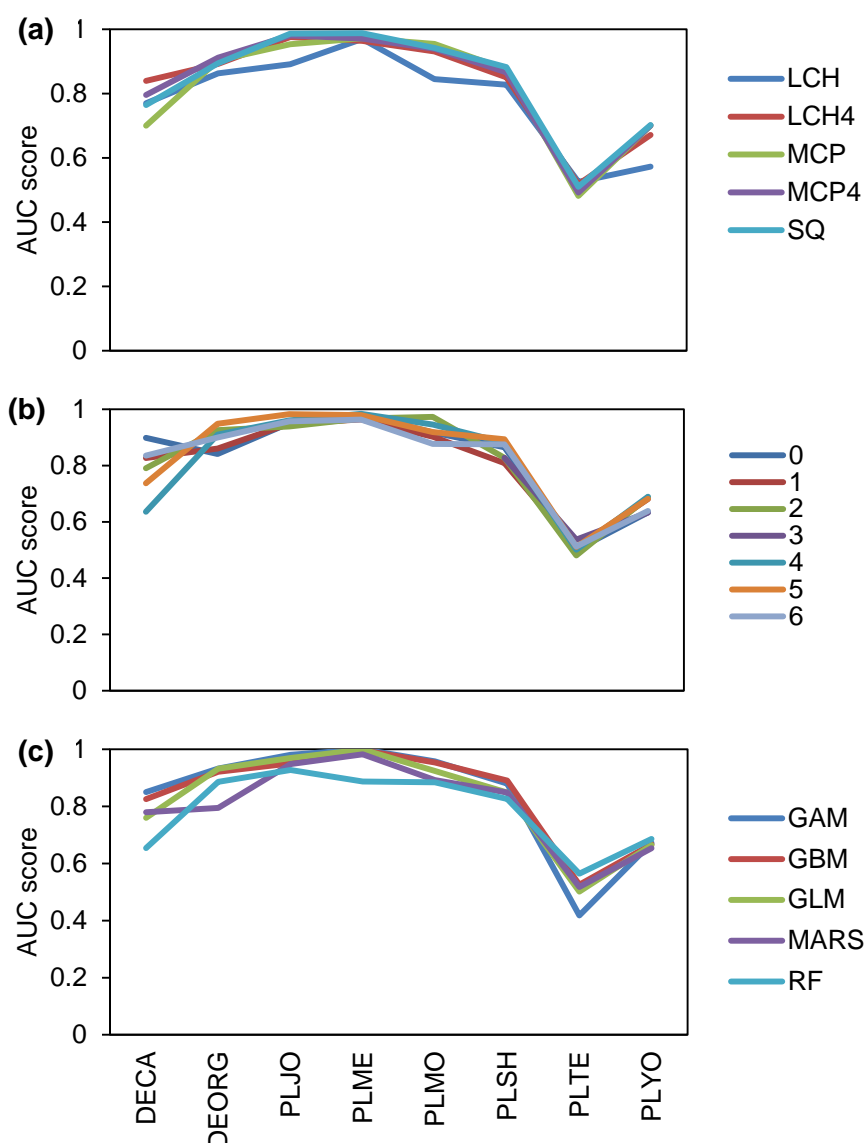 (a)
1
0.8
0.6
0.4
0.2
0
AUC score
LCH
LCH4
MCP
MCP4
SQ
(b)
1
0.8
0.6
0.4
0.2
0
AUC score
0
1
2
3
4
5
6
(c)
1
0.8
0.6
0.4
0.2
0
AUC score
GAM
GBM
GLM
MARS
RF
DECA
DEORG
PLJO
PLME
PLMO
PLSH
PLTE
PLYO